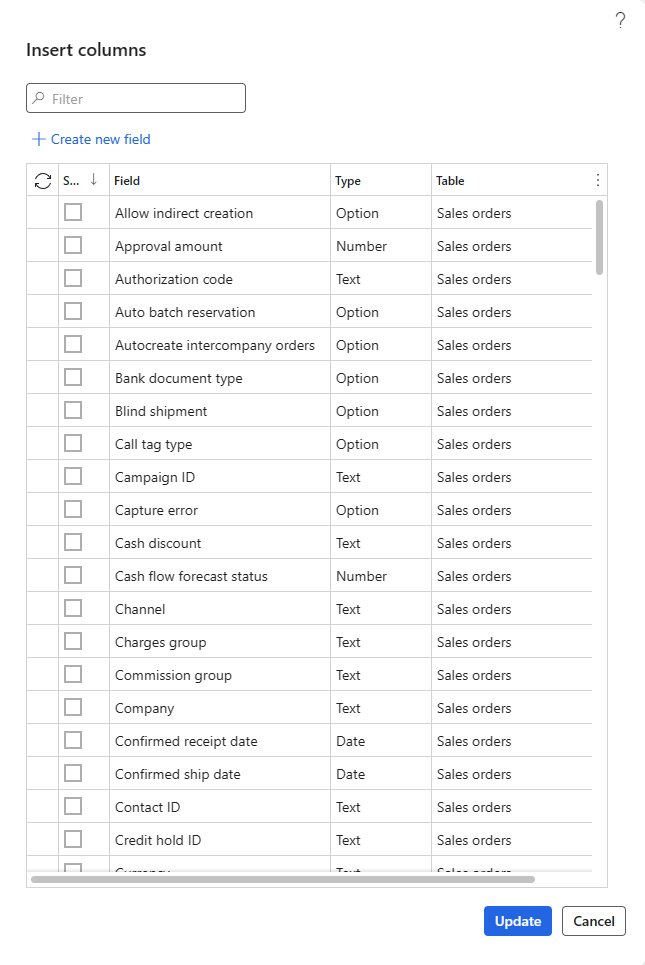 ?
Insert columns
Filter
Create new field
S... ↓ Field Type Table
Allow indirect creation Option Sales orders
Approval amount Number Sales orders
Authorization code Text Sales orders
Auto batch reservation Option Sales orders
Autocreate intercompany orders Option Sales orders
Bank document type Option Sales orders
Blind shipment Option Sales orders
Call tag type Option Sales orders
Campaign ID Text Sales orders
Capture error Option Sales orders
Cash discount Text Sales orders
Cash flow forecast status Number Sales orders
Channel Text Sales orders
Charges group Text Sales orders
Commission group Text Sales orders
Company Text Sales orders
Confirmed receipt date Date Sales orders
Confirmed ship date Date Sales orders
Contact ID Text Sales orders
Credit hold ID Text Sales orders
Currency Text Sales orders
Update Cancel